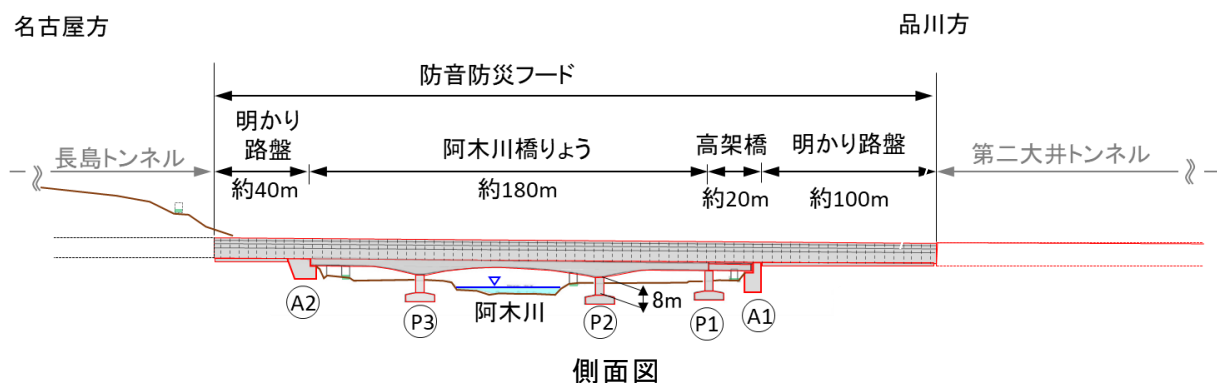 名古屋方
品川方
防音防災フード
明かり
路盤
高架橋
長島トンネル
阿木川橋りょう
明かり路盤
第二大井トンネル
約40m
約180m
約20m
約100m
8m
A2
P3
阿木川
P2
P1
A1
側面図